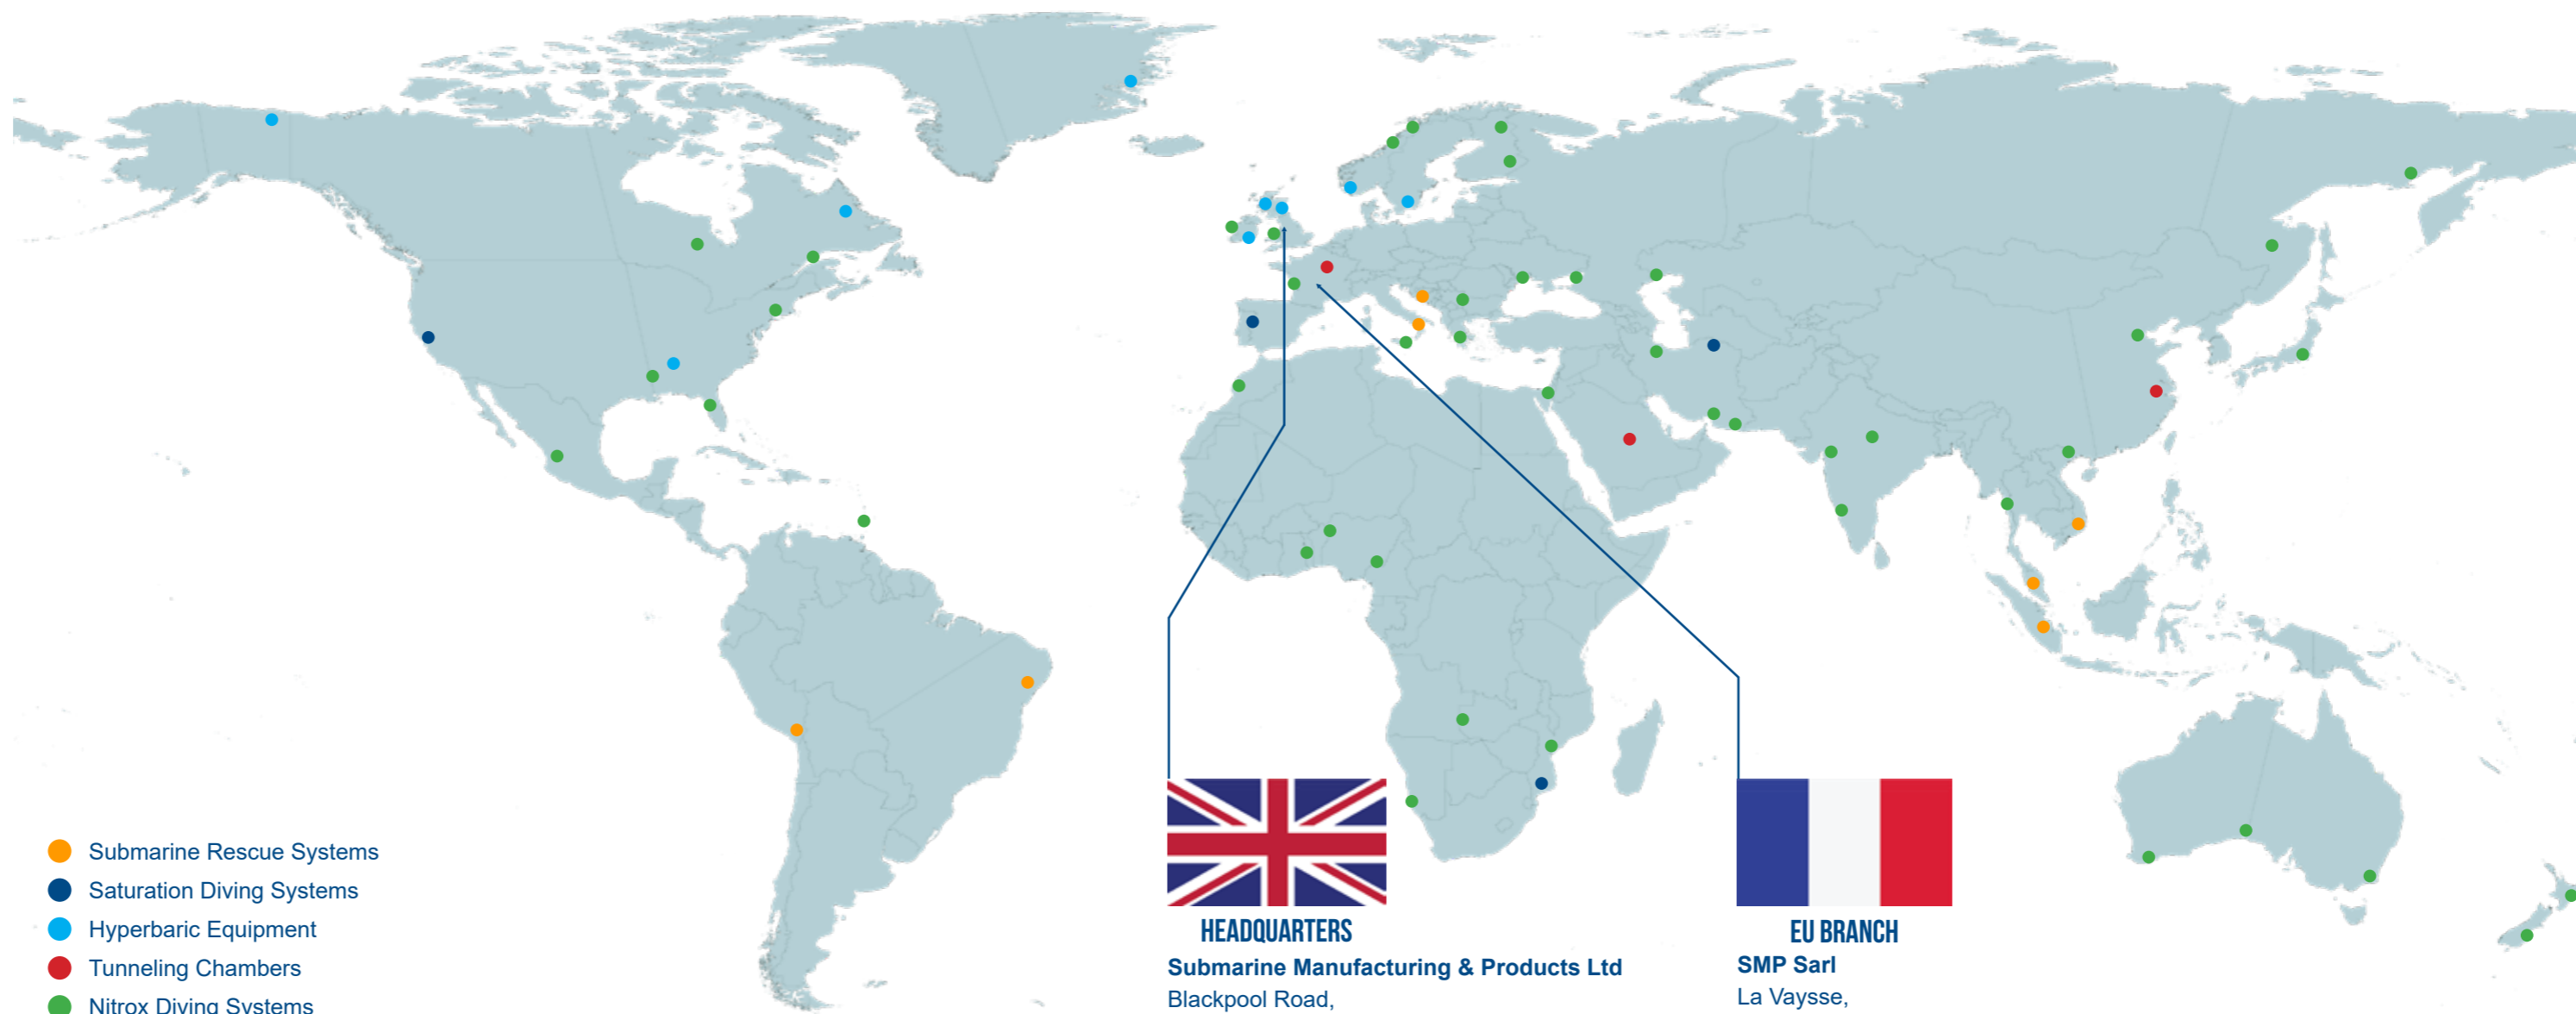 Submarine Rescue Systems
Saturation Diving Systems
Hyperbaric Equipment
Tunneling Chambers
Nitrox Diving Systems
HEADQUARTERS
Submarine Manufacturing & Products Ltd
Blackpool Road,
EU BRANCH
SMP Sarl
La Vaysse,